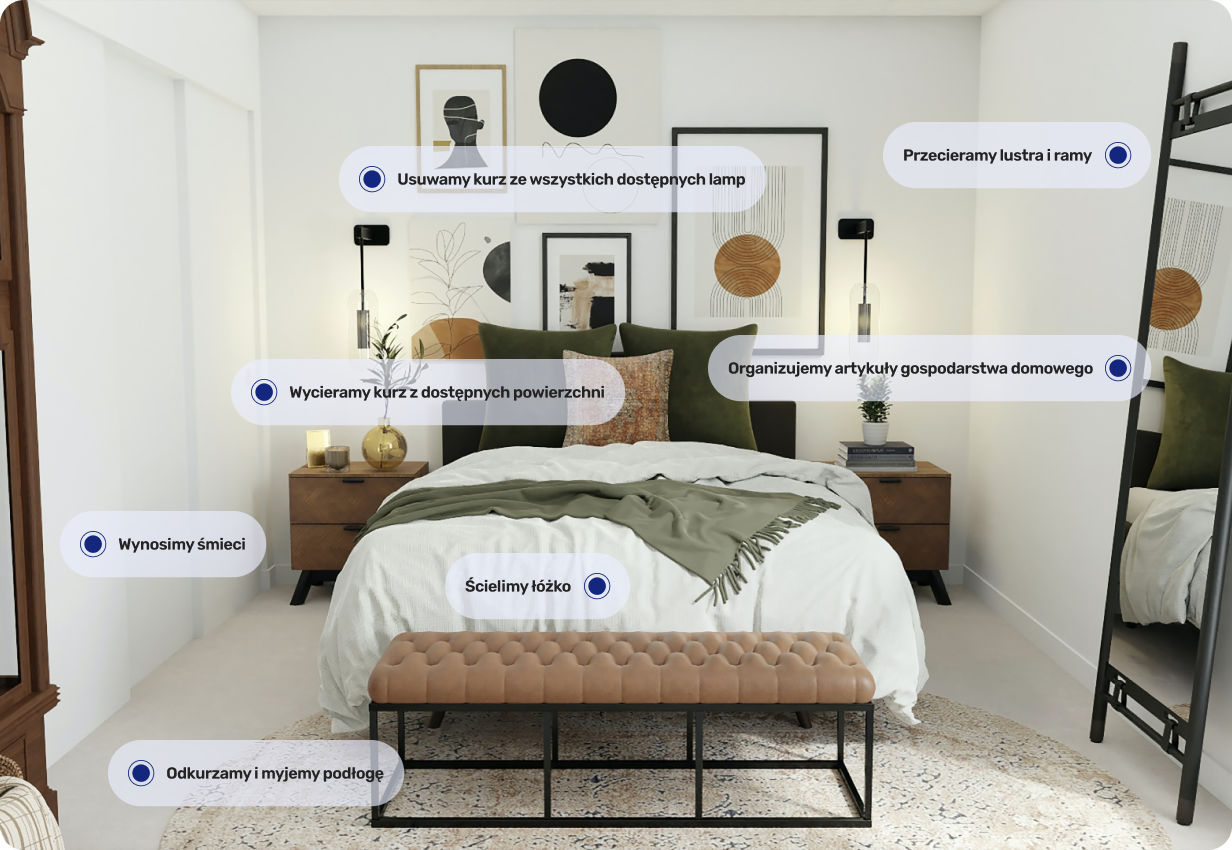 Przecieramy lustra i ramy
Usuwamy kurz ze wszystkich dostępnych lamp
Organizujemy artykuły gospodarstwa domowego
Wycieramy kurz z dostępnych powierzchni
Wynosimy śmieci
Ścielimy łóżko
Odkurzamy i myjemy podłogę